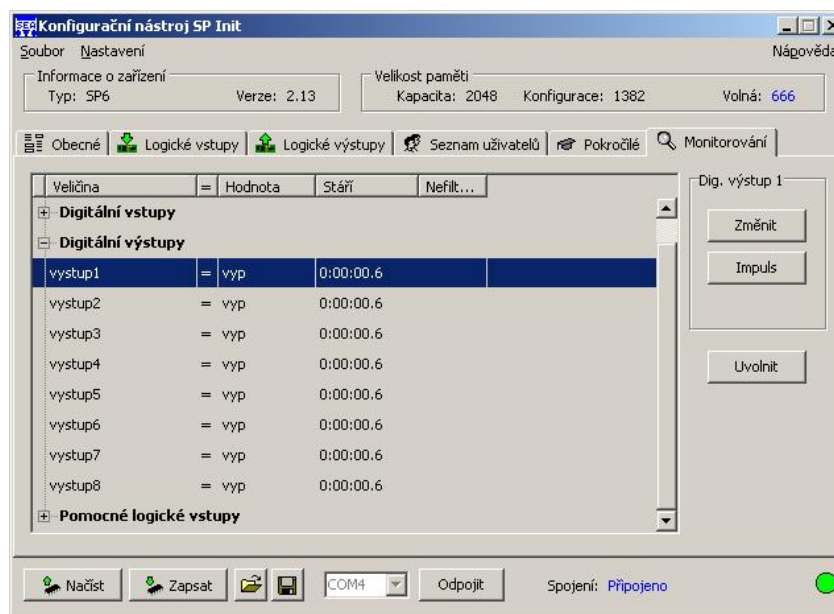 SEA Konfigurační nástroj SP Init
Soubor Nastavení Nápověda
Informace o zařízení Velikost paměti
Typ: SP6 Verze: 2.13 Kapacita: 2048 Konfigurace: 1382 Volná: 666
Obecné Logické vstupy Logické výstupy Seznam uživatelů Pokročilé Monitorování
Veličina = Hodnota Stáří Nefilt... Dig. výstup 1
Digitální vstupy
Změnit
Digitální výstupy
vystup1 = vyp 0:00:00.6 Impuls
vystup2 = vyp 0:00:00.6
vystup3 = vyp 0:00:00.6
vystup4 = vyp 0:00:00.6 Uvolnit
vystup5 = vyp 0:00:00.6
vystup6 = vyp 0:00:00.6
vystup7 = vyp 0:00:00.6
vystup8 = vyp 0:00:00.6
Pomocné logické vstupy
Načíst Zapsat COM4 Odpojit Spojení: Připojeno